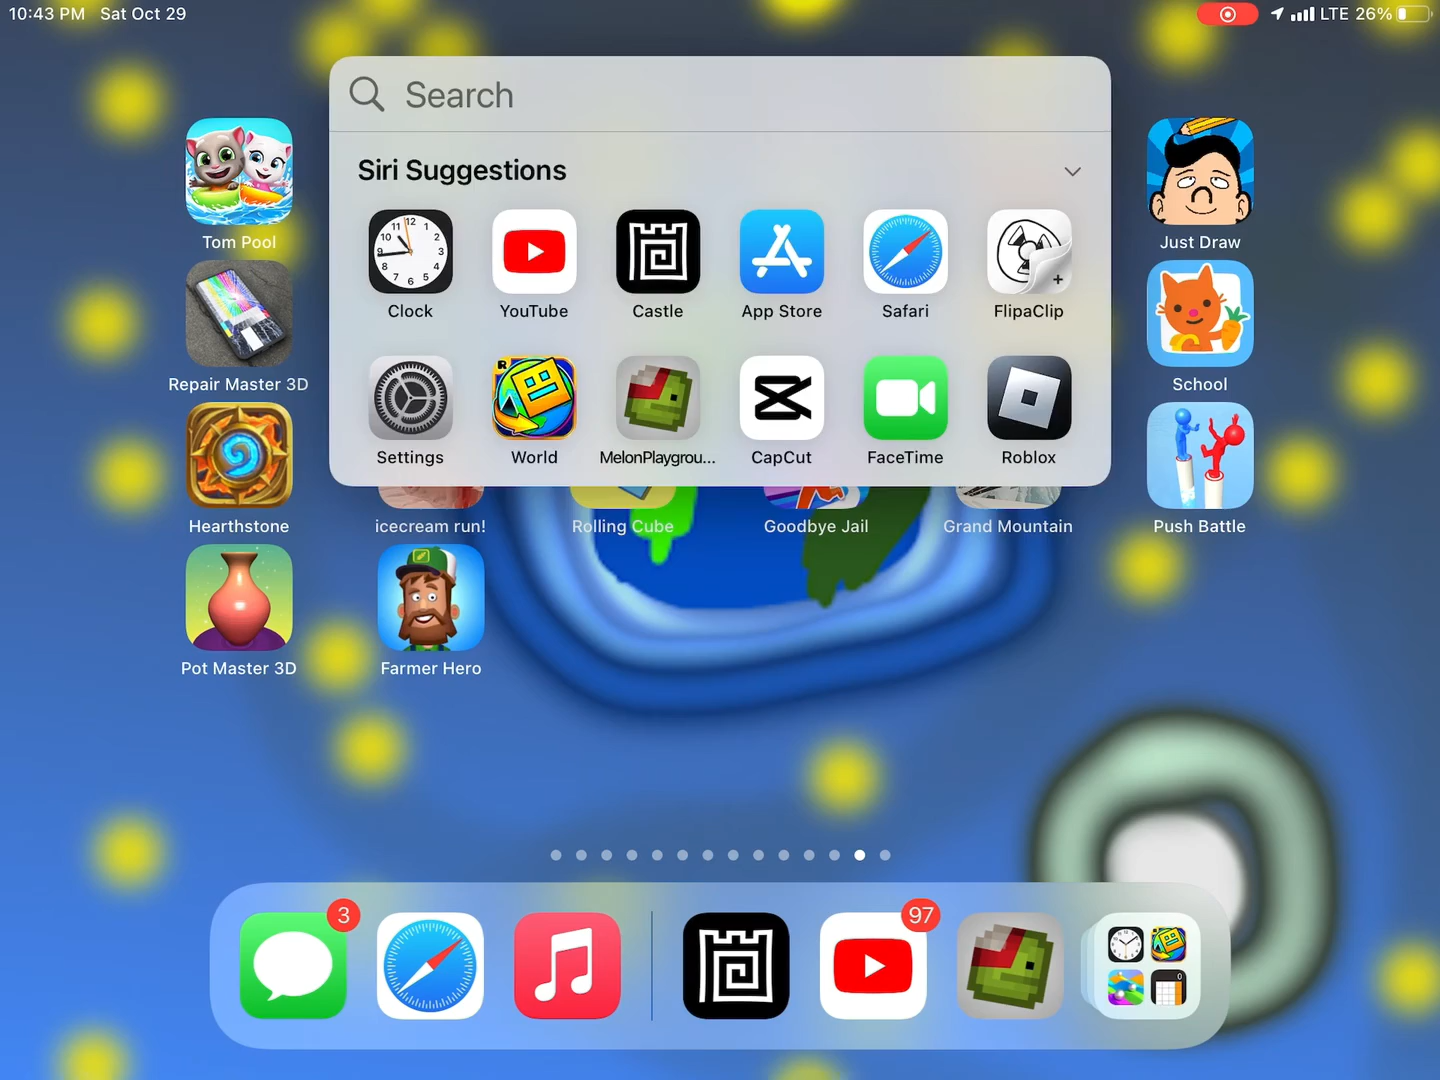 10:43 PM Sat Oct 29
LTE 26%
Search
Siri Suggestions
Clock YouTube Castle App Store Safari FlipaClip
Settings World MelonPlaygrou... CapCut FaceTime Roblox
Tom Pool Just Draw
Repair Master 3D School
Hearthstone icecream run! Rolling Cube Goodbye Jail Grand Mountain Push Battle
Pot Master 3D Farmer Hero
3 97